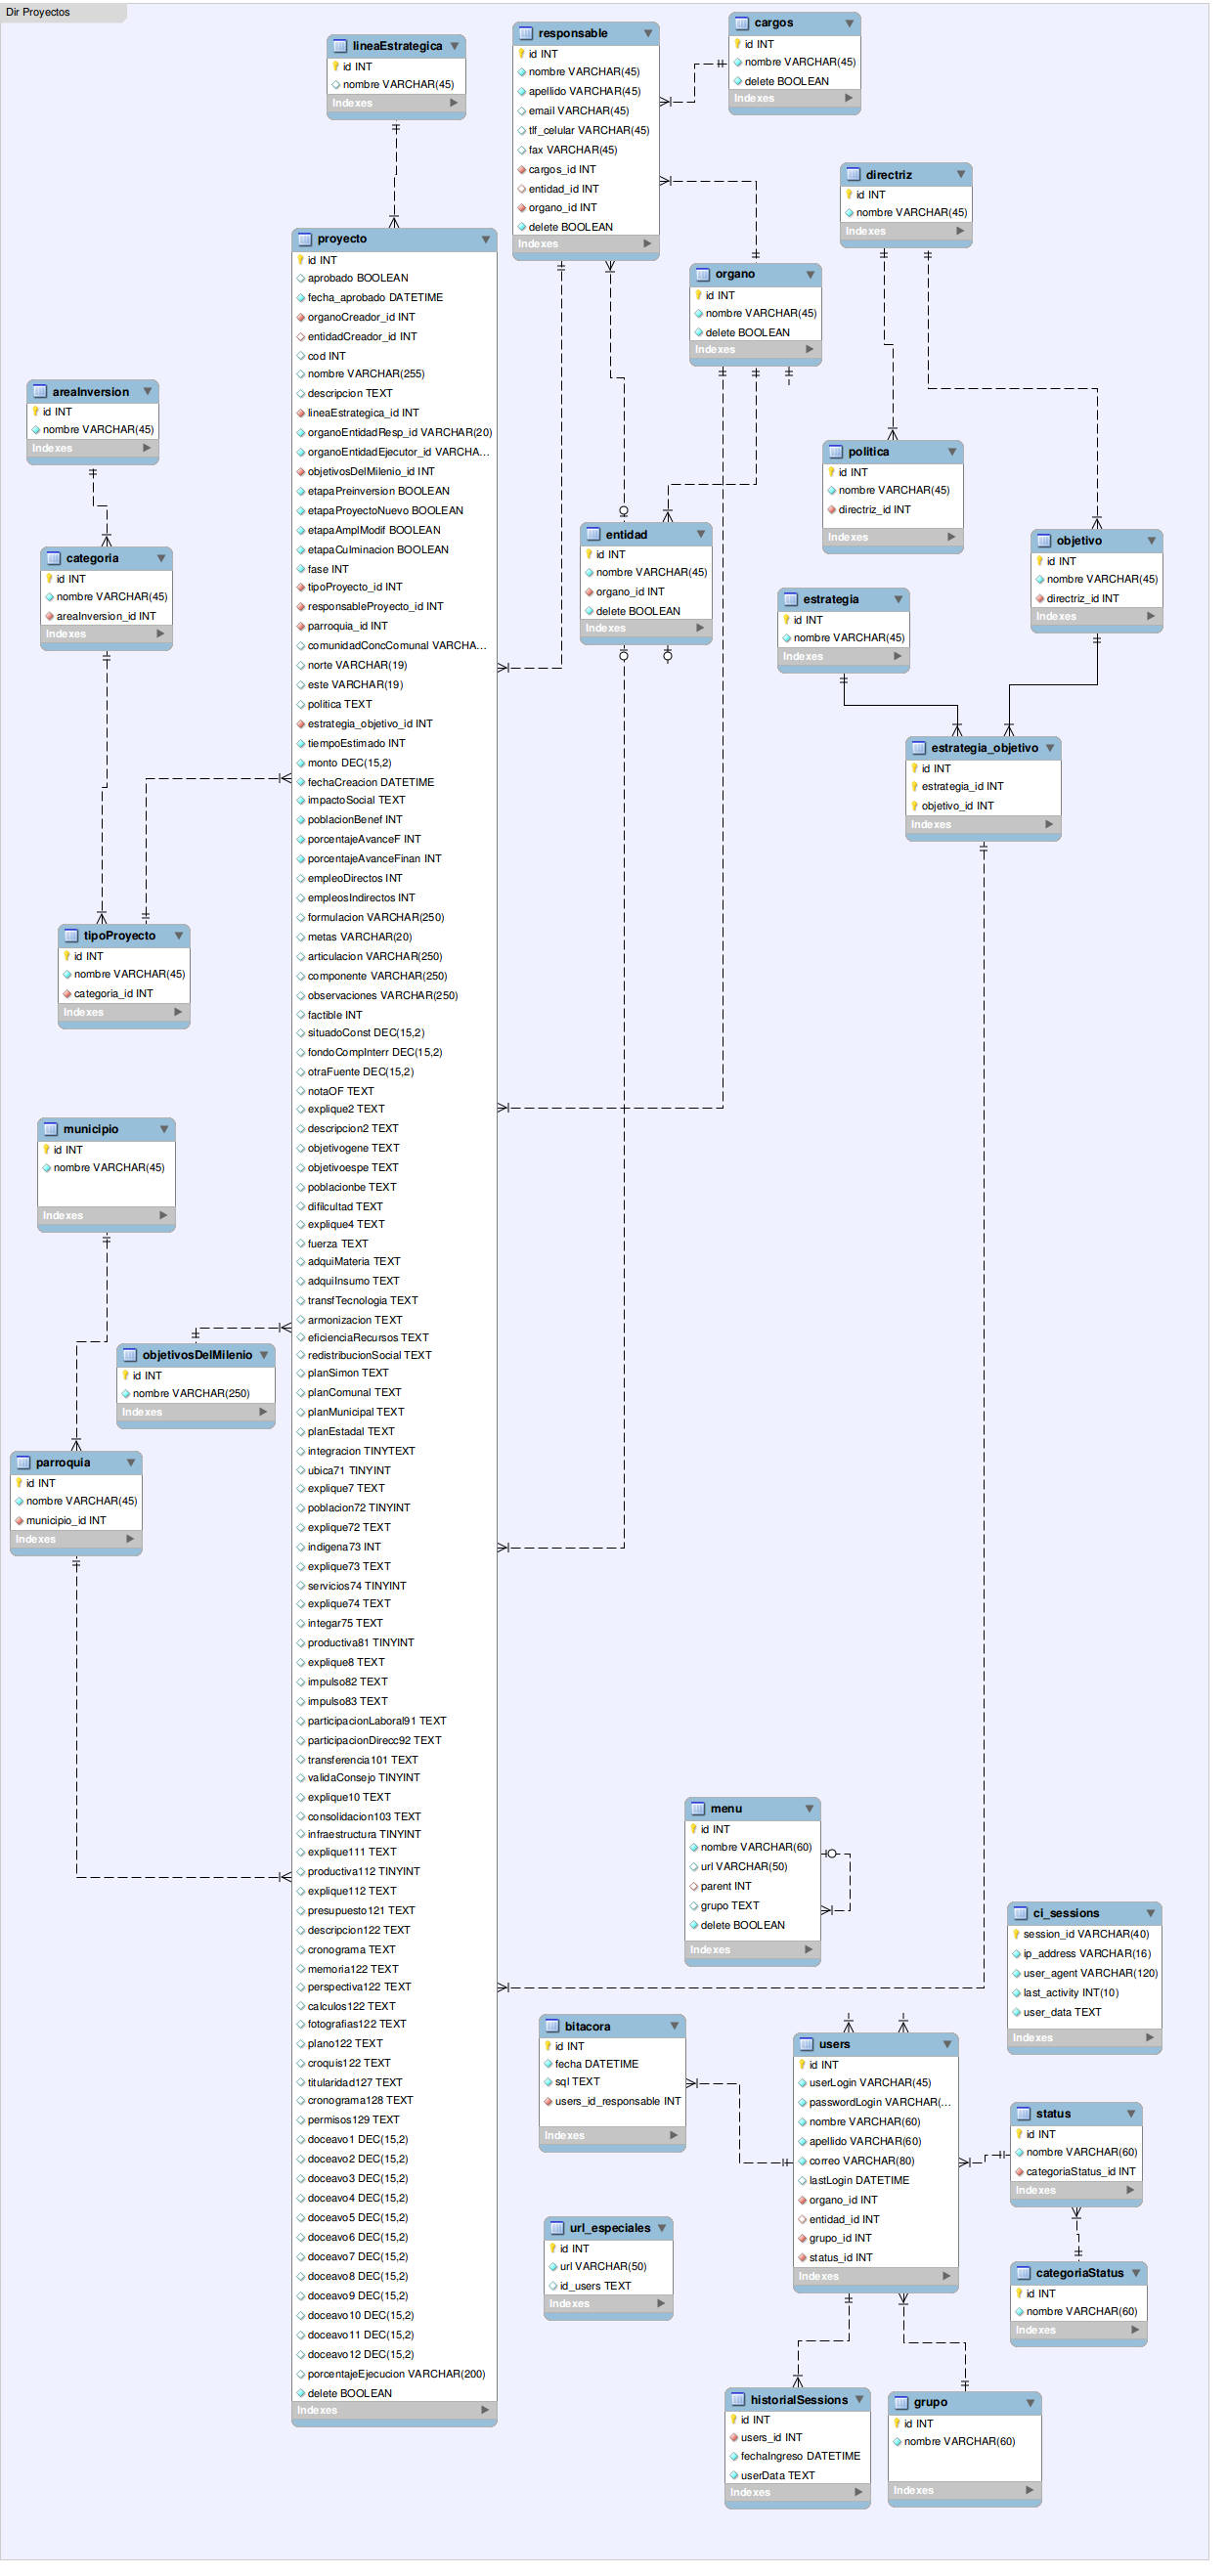 Dir Proyectos
lineaEstrategica
id INT
nombre VARCHAR(45)
Indexes
responsable
id INT
nombre VARCHAR(45)
apellido VARCHAR(45)
email VARCHAR(45)
tlf_celular VARCHAR(45)
fax VARCHAR(45)
cargos_id INT
entidad_id INT
organo_id INT
delete BOOLEAN
Indexes
cargos
id INT
nombre VARCHAR(45)
delete BOOLEAN
Indexes
directriz
id INT
nombre VARCHAR(45)
Indexes
organo
id INT
nombre VARCHAR(45)
delete BOOLEAN
Indexes
proyecto
id INT
aprobado BOOLEAN
fecha_aprobado DATETIME
organoCreador_id INT
entidadCreador_id INT
cod INT
nombre VARCHAR(255)
descripcion TEXT
lineaEstrategica_id INT
organoEntidadResp_id VARCHAR(20)
organoEntidadEjecutor_id VARCHA...
objetivosDelMilenio_id INT
etapaPreinversion BOOLEAN
etapaProyectoNuevo BOOLEAN
etapaAmplModif BOOLEAN
etapaCulminacion BOOLEAN
fase INT
tipoProyecto_id INT
responsableProyecto_id INT
parroquia_id INT
comunidadConcComunal VARCHA...
norte VARCHAR(19)
este VARCHAR(19)
politica TEXT
estrategia_objetivo_id INT
tiempoEstimado INT
monto DEC(15,2)
fechaCreacion DATETIME
impactoSocial TEXT
poblacionBenef INT
porcentajeAvanceF INT
porcentajeAvanceFinan INT
empleoDirectos INT
empleosIndirectos INT
formulacion VARCHAR(250)
metas VARCHAR(20)
articulacion VARCHAR(250)
componente VARCHAR(250)
observaciones VARCHAR(250)
factible INT
situadoConst DEC(15,2)
fondoCompInterr DEC(15,2)
otraFuente DEC(15,2)
notaOF TEXT
explique2 TEXT
descripcion2 TEXT
objetivogene TEXT
objetivoespe TEXT
poblacionbe TEXT
difilcultad TEXT
explique4 TEXT
fuerza TEXT
adquiMateria TEXT
adquiInsumo TEXT
transfTecnologia TEXT
armonizacion TEXT
eficienciaRecursos TEXT
redistribucionSocial TEXT
planSimon TEXT
planComunal TEXT
planMunicipal TEXT
planEstadal TEXT
integracion TINYTEXT
ubica71 TINYINT
explique7 TEXT
poblacion72 TINYINT
explique72 TEXT
indigena73 INT
explique73 TEXT
servicios74 TINYINT
explique74 TEXT
integar75 TEXT
productiva81 TINYINT
explique8 TEXT
impulso82 TEXT
impulso83 TEXT
participacionLaboral91 TEXT
participacionDirecc92 TEXT
transferencia101 TEXT
validaConsejo TINYINT
explique10 TEXT
consolidacion103 TEXT
infraestructura TINYINT
explique111 TEXT
productiva112 TINYINT
explique112 TEXT
presupuesto121 TEXT
descripcion122 TEXT
cronograma TEXT
memoria122 TEXT
perspectiva122 TEXT
calculos122 TEXT
fotografias122 TEXT
plano122 TEXT
croquis122 TEXT
titularidad127 TEXT
cronograma128 TEXT
permisos129 TEXT
doceavo1 DEC(15,2)
doceavo2 DEC(15,2)
doceavo3 DEC(15,2)
doceavo4 DEC(15,2)
doceavo5 DEC(15,2)
doceavo6 DEC(15,2)
doceavo7 DEC(15,2)
doceavo8 DEC(15,2)
doceavo9 DEC(15,2)
doceavo10 DEC(15,2)
doceavo11 DEC(15,2)
doceavo12 DEC(15,2)
porcentajeEjecucion VARCHAR(200)
delete BOOLEAN
Indexes
areaInversion
id INT
nombre VARCHAR(45)
Indexes
categoria
id INT
nombre VARCHAR(45)
areaInversion_id INT
Indexes
politica
id INT
nombre VARCHAR(45)
directriz_id INT
Indexes
entidad
id INT
nombre VARCHAR(45)
organo_id INT
delete BOOLEAN
Indexes
objetivo
id INT
nombre VARCHAR(45)
directriz_id INT
Indexes
estrategia
id INT
nombre VARCHAR(45)
Indexes
estrategia_objetivo
id INT
estrategia_id INT
objetivo_id INT
Indexes
tipoProyecto
id INT
nombre VARCHAR(45)
categoria_id INT
Indexes
municipio
id INT
nombre VARCHAR(45)
Indexes
objetivosDelMilenio
id INT
nombre VARCHAR(250)
Indexes
parroquia
id INT
nombre VARCHAR(45)
municipio_id INT
Indexes
menu
id INT
nombre VARCHAR(60)
url VARCHAR(50)
parent INT
grupo TEXT
delete BOOLEAN
Indexes
ci_sessions
session_id VARCHAR(40)
ip_address VARCHAR(16)
user_agent VARCHAR(120)
last_activity INT(10)
user_data TEXT
Indexes
bitacora
id INT
fecha DATETIME
sql TEXT
users_id_responsable INT
Indexes
users
id INT
userLogin VARCHAR(45)
passwordLogin VARCHAR(...
nombre VARCHAR(60)
apellido VARCHAR(60)
correo VARCHAR(80)
lastLogin DATETIME
organo_id INT
entidad_id INT
grupo_id INT
status_id INT
Indexes
status
id INT
nombre VARCHAR(60)
categoriaStatus_id INT
Indexes
url_especiales
id INT
url VARCHAR(50)
id_users TEXT
Indexes
categoriaStatus
id INT
nombre VARCHAR(60)
Indexes
historialSessions
id INT
users_id INT
fechaIngreso DATETIME
userData TEXT
Indexes
grupo
id INT
nombre VARCHAR(60)
Indexes